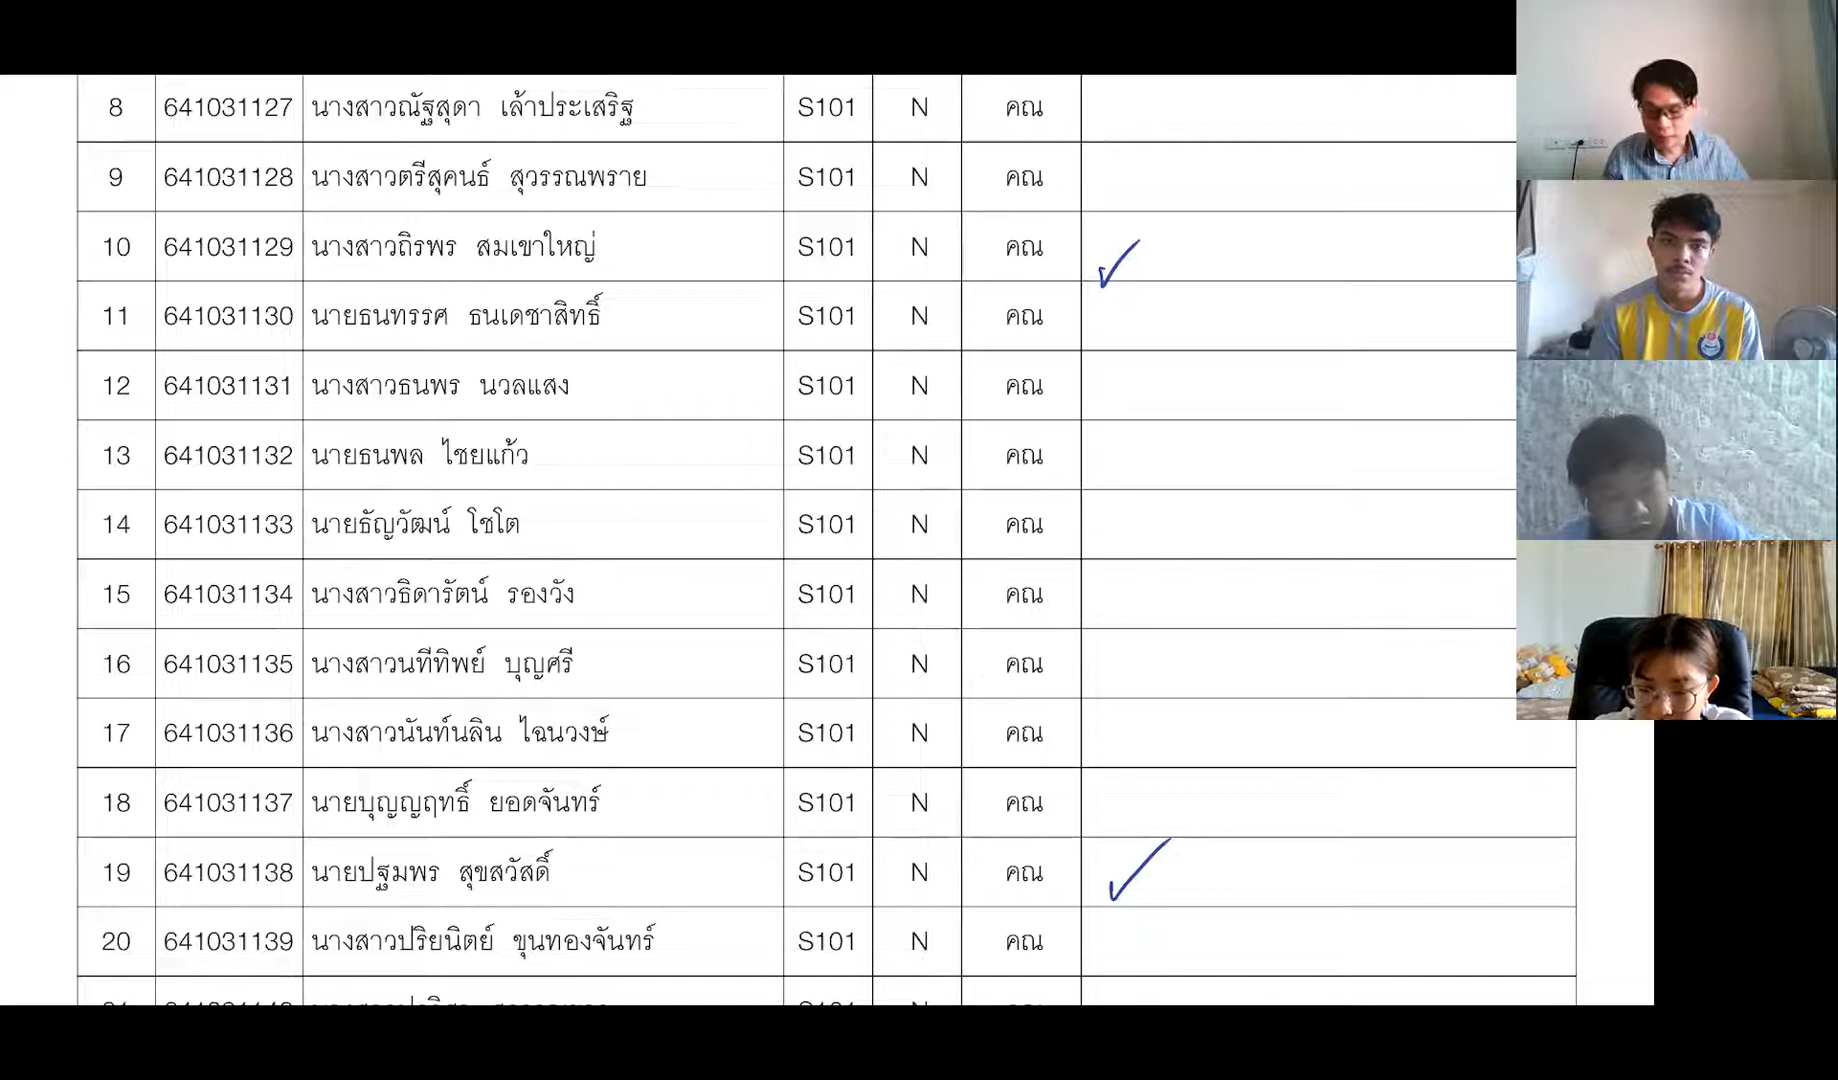 8 641031127 นางสาวณัฐสุดา เล้าประเสริฐ S101 N คณ
9 641031128 นางสาวตรีสุคนธ์ สุวรรณพราย S101 N คณ
10 641031129 นางสาวถิรพร สมเขาใหญ่ S101 N คณ
11 641031130 นายธนทรรศ ธนเดชาสิทธิ์ S101 N คณ
12 641031131 นางสาวธนพร นวลแสง S101 N คณ
13 641031132 นายธนพล ไชยแก้ว S101 N คณ
14 641031133 นายธัญวัฒน์ โชโต S101 N คณ
15 641031134 นางสาวธิดารัตน์ รองวัง S101 N คณ
16 641031135 นางสาวนทีทิพย์ บุญศรี S101 N คณ
17 641031136 นางสาวนันท์นลิน ไฉนวงษ์ S101 N คณ
18 641031137 นายบุญญฤทธิ์ ยอดจันทร์ S101 N คณ
19 641031138 นายปฐมพร สุขสวัสดิ์ S101 N คณ
20 641031139 นางสาวปริยนิตย์ ขุนทองจันทร์ S101 N คณ